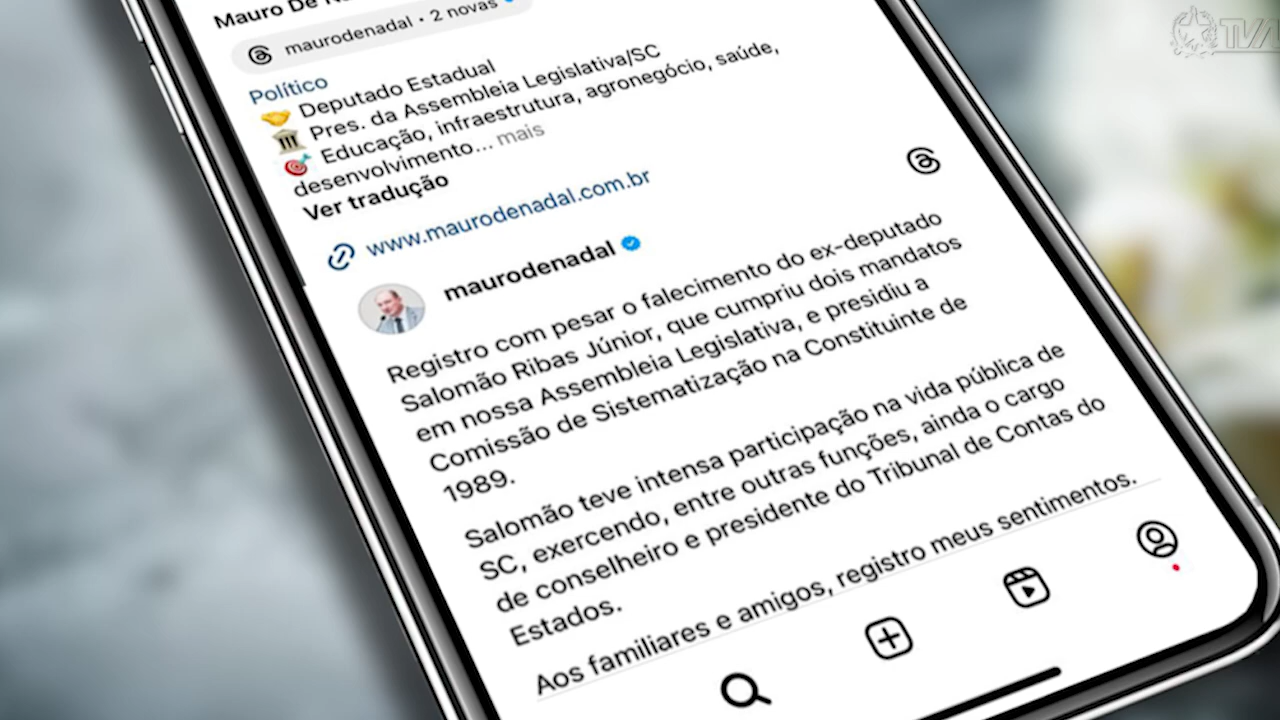 Mauro De
maurodenadal • 2 novas
Político
Deputado Estadual
Pres. da Assembleia Legislativa/SC
Educação, infraestrutura, agronegócio, saúde,
desenvolvimento... mais
Ver tradução
www.maurodenadal.com.br
maurodenadal
Registro com pesar o falecimento do ex-deputado
Salomão Ribas Júnior, que cumpriu dois mandatos
em nossa Assembleia Legislativa, e presidiu a
Comissão de Sistematização na Constituinte de
1989.
Salomão teve intensa participação na vida pública de
SC, exercendo, entre outras funções, ainda o cargo
de conselheiro e presidente do Tribunal de Contas do
Estados.
Aos familiares e amigos, registro meus sentimentos.